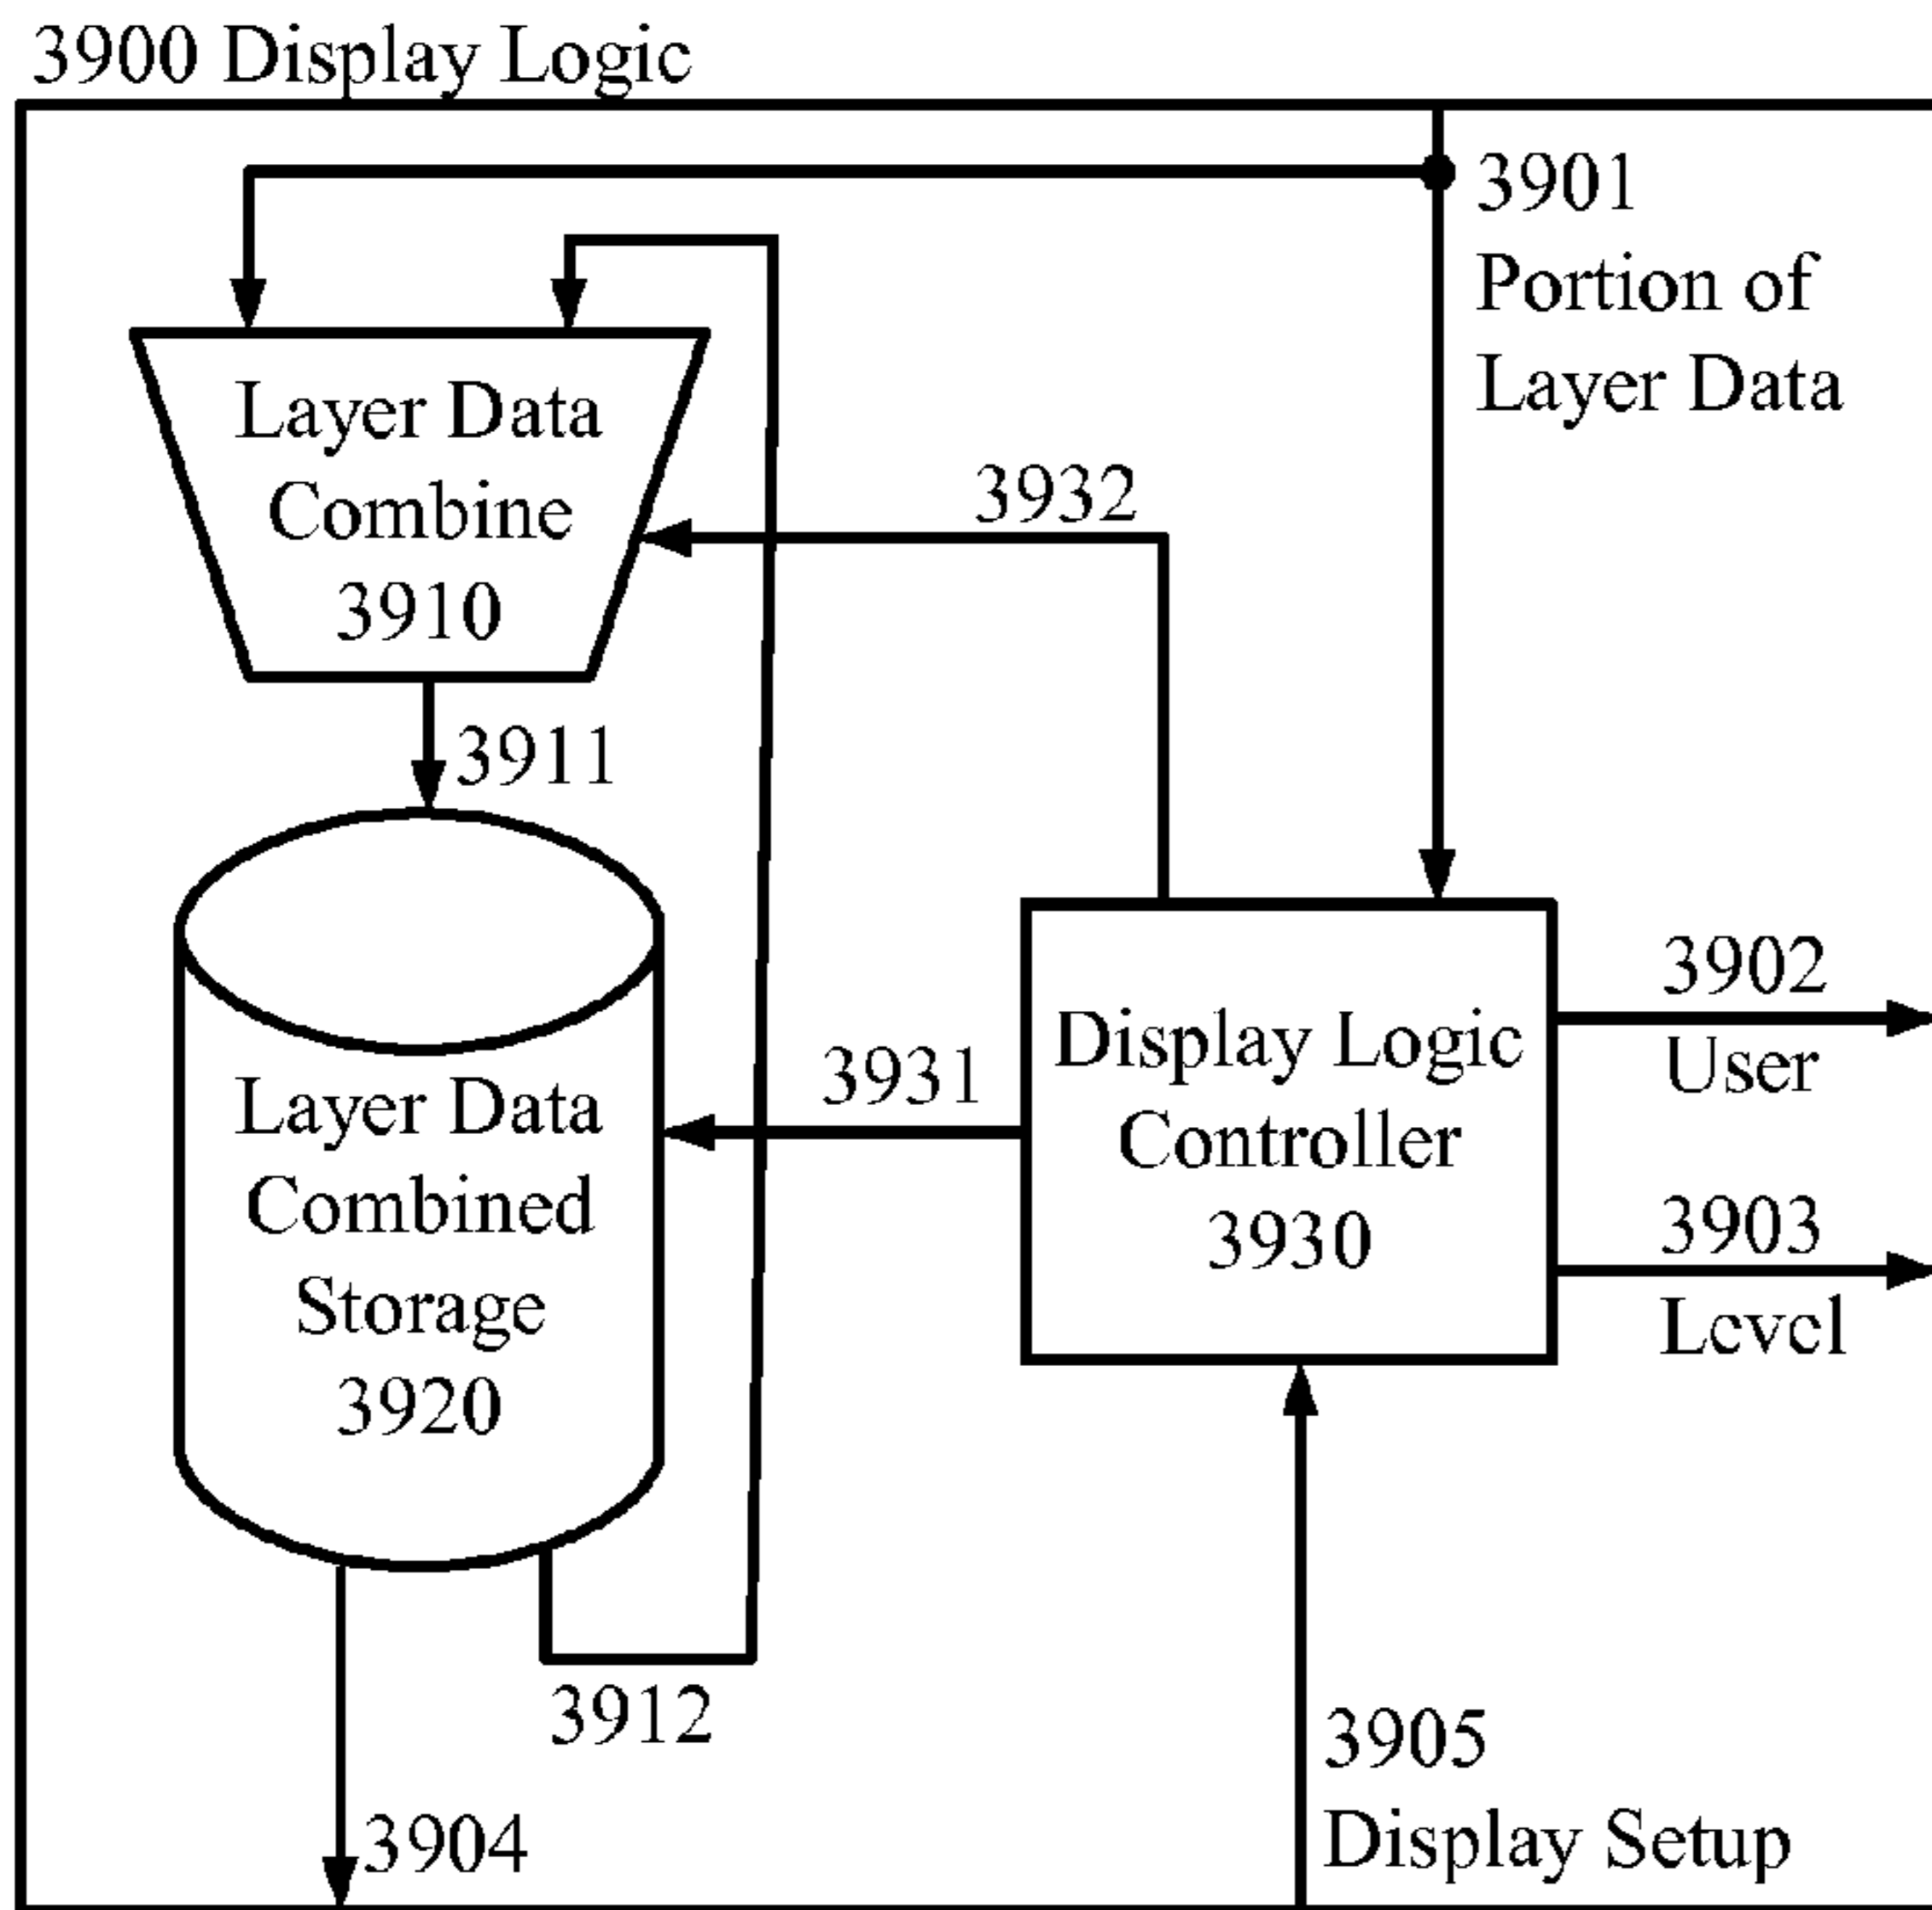 3900 Display Logic
3901
Portion of
Layer Data
Layer Data
Combine
3910
3932
3911
3902
User
Display Logic
Controller
3930
3931
Layer Data
Combined
Storage
3920
3903
Level
3912
3905
Display Setup
3904